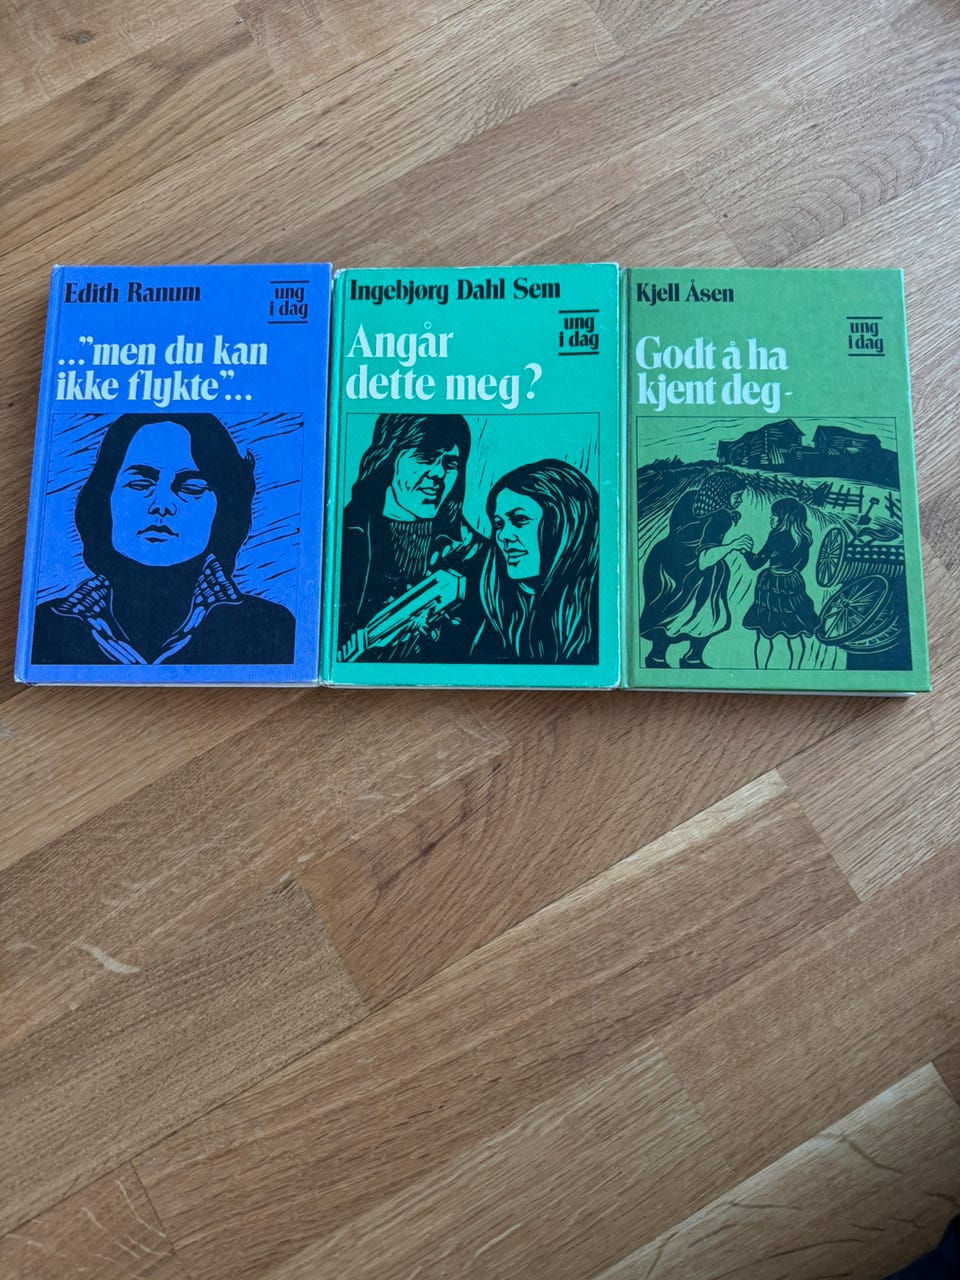 Edith Ranum
ung
i dag
..."men du kan
ikke flykte"...
Ingebjørg Dahl Sem
ung
i dag
Angår
dette meg?
Kjell Åsen
ung
i dag
Godt å ha
kjent deg-